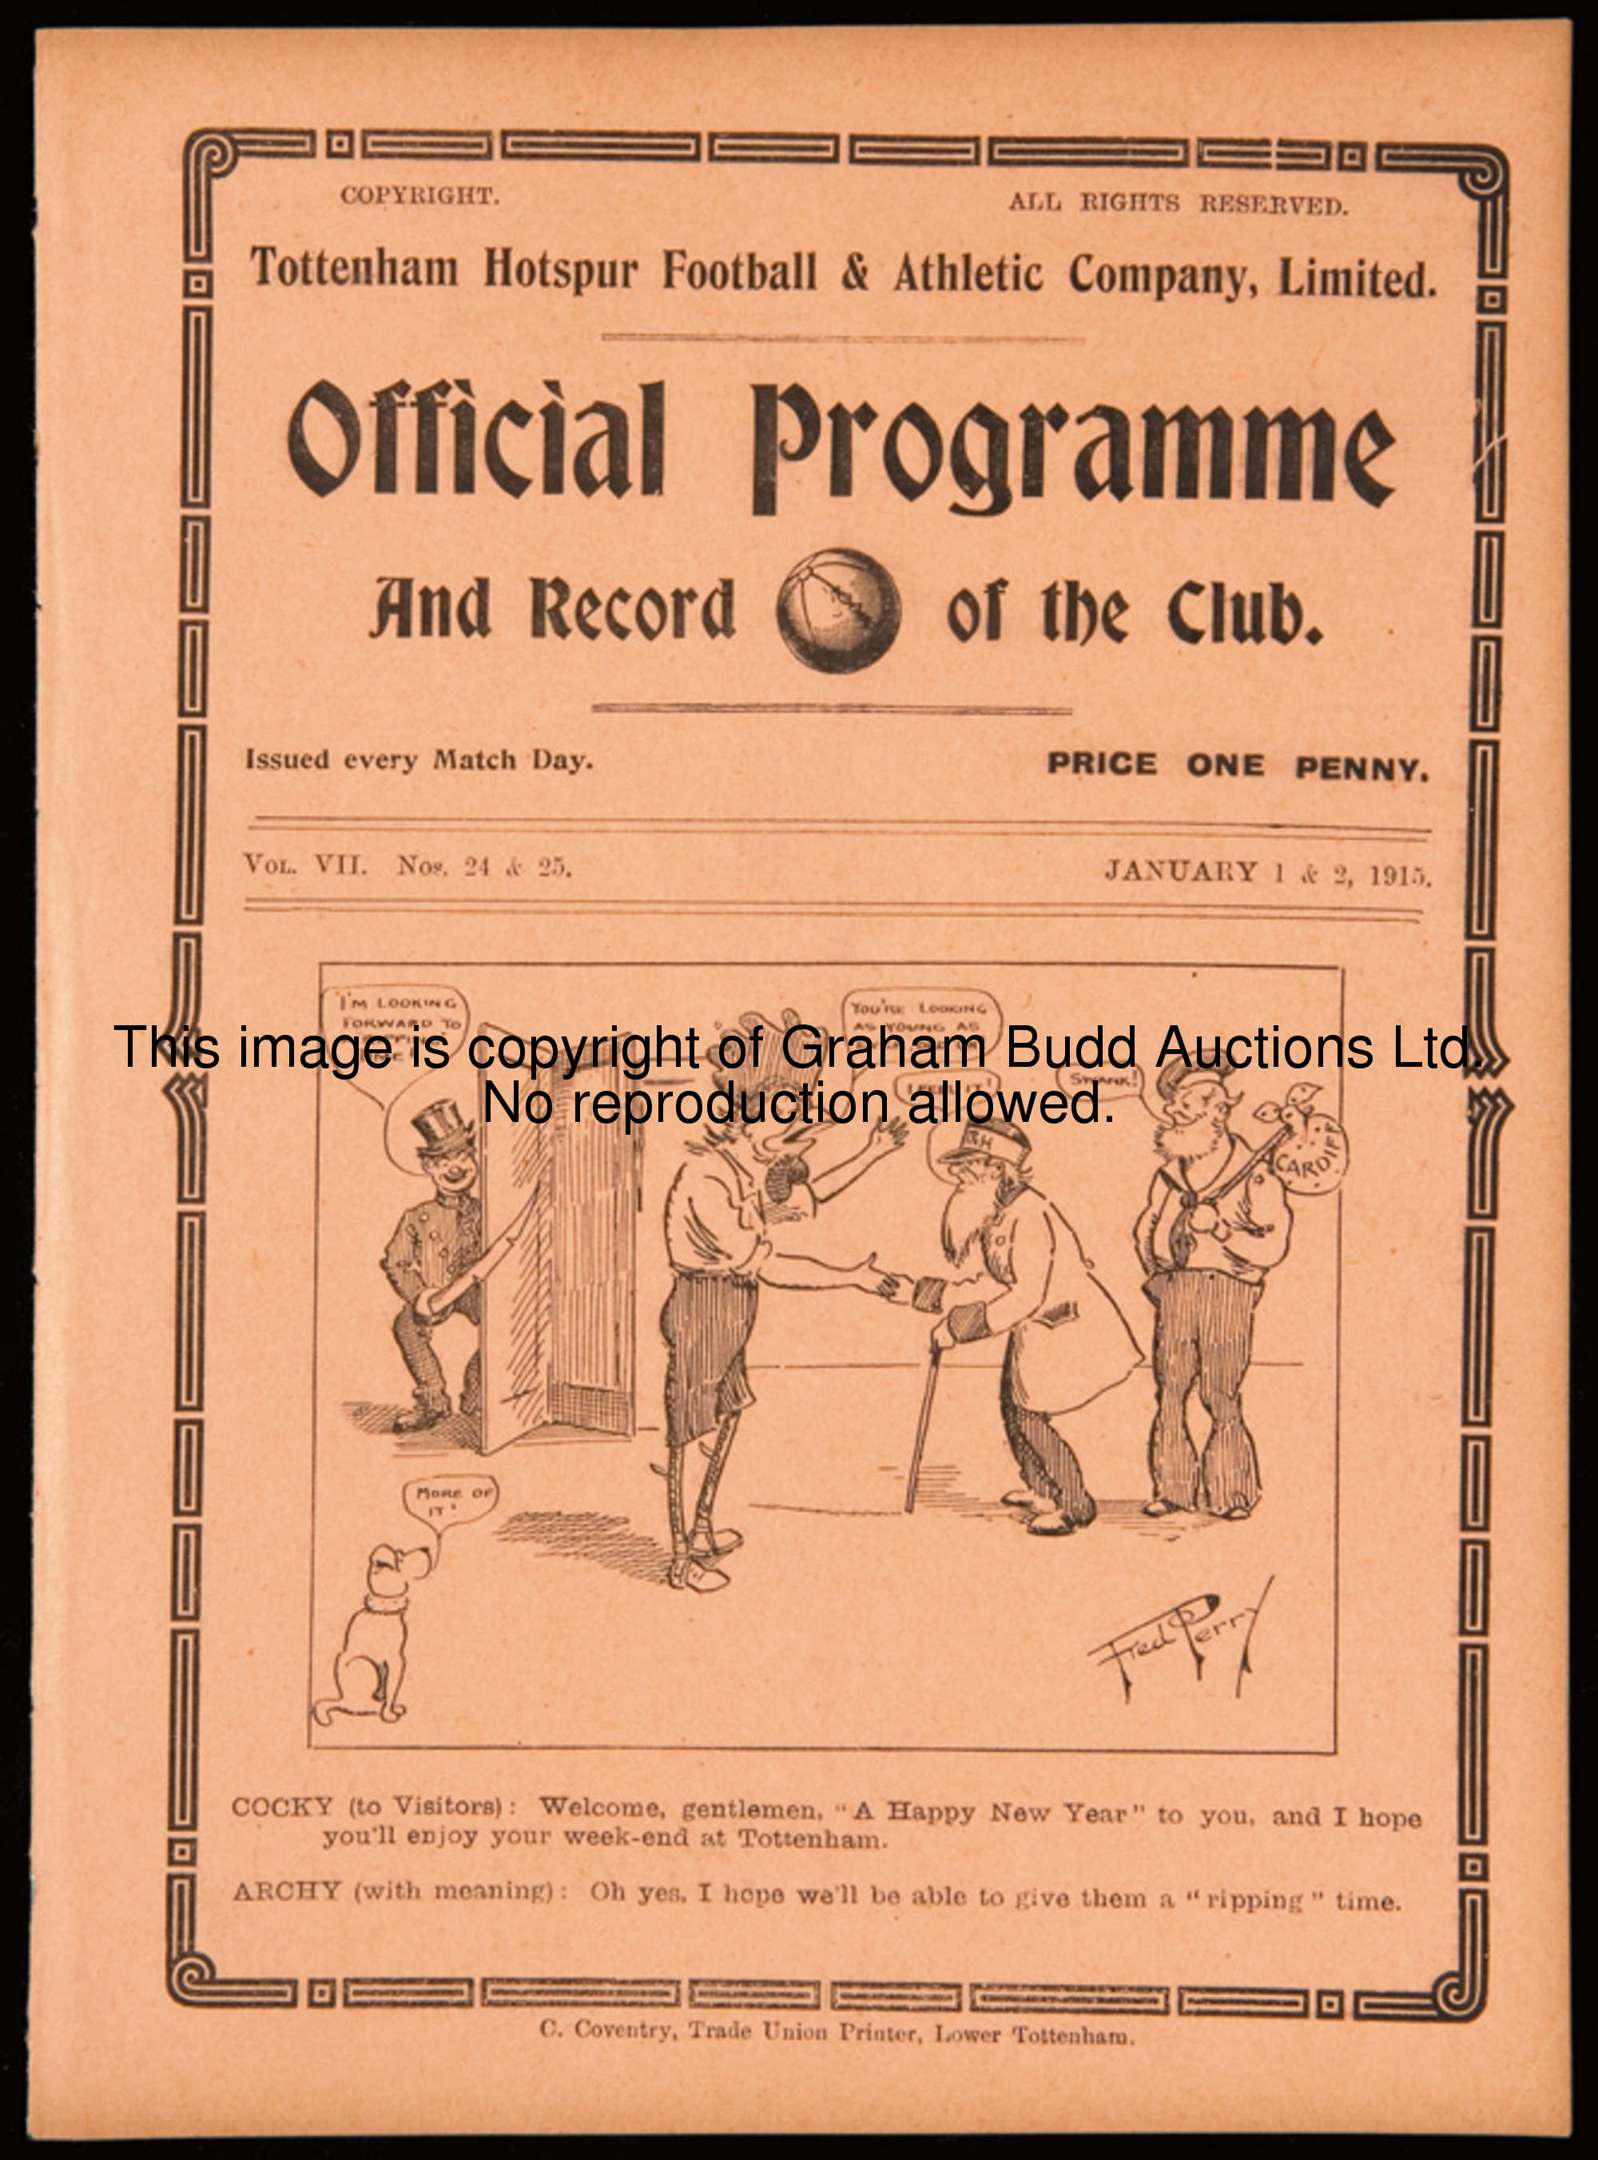 COPYRIGHT.
ALL RIGHTS RESERVED.
Tottenham Hotspur Football & Athletic Company, Limited.
Official Programme
And Record of the Club.
Issued every Match Day.
PRICE ONE PENNY.
VOL. VII. Nos. 24 & 25.
JANUARY 1 & 2, 1915.
I'M LOOKING
FORWARD TO
YOU'RE LOOKING
AS YOUNG AS
This image is copyright of Graham Budd Auctions Ltd.
No reproduction allowed.
I FEEL IT!
SWANK!
CARDIFF
MORE OF
IT!
Fred Perry
COCKY (to Visitors): Welcome, gentlemen, "A Happy New Year" to you, and I hope
you'll enjoy your week-end at Tottenham.
ARCHY (with meaning): Oh yes, I hope we'll be able to give them a "ripping" time.
C. Coventry, Trade Union Printer, Lower Tottenham.